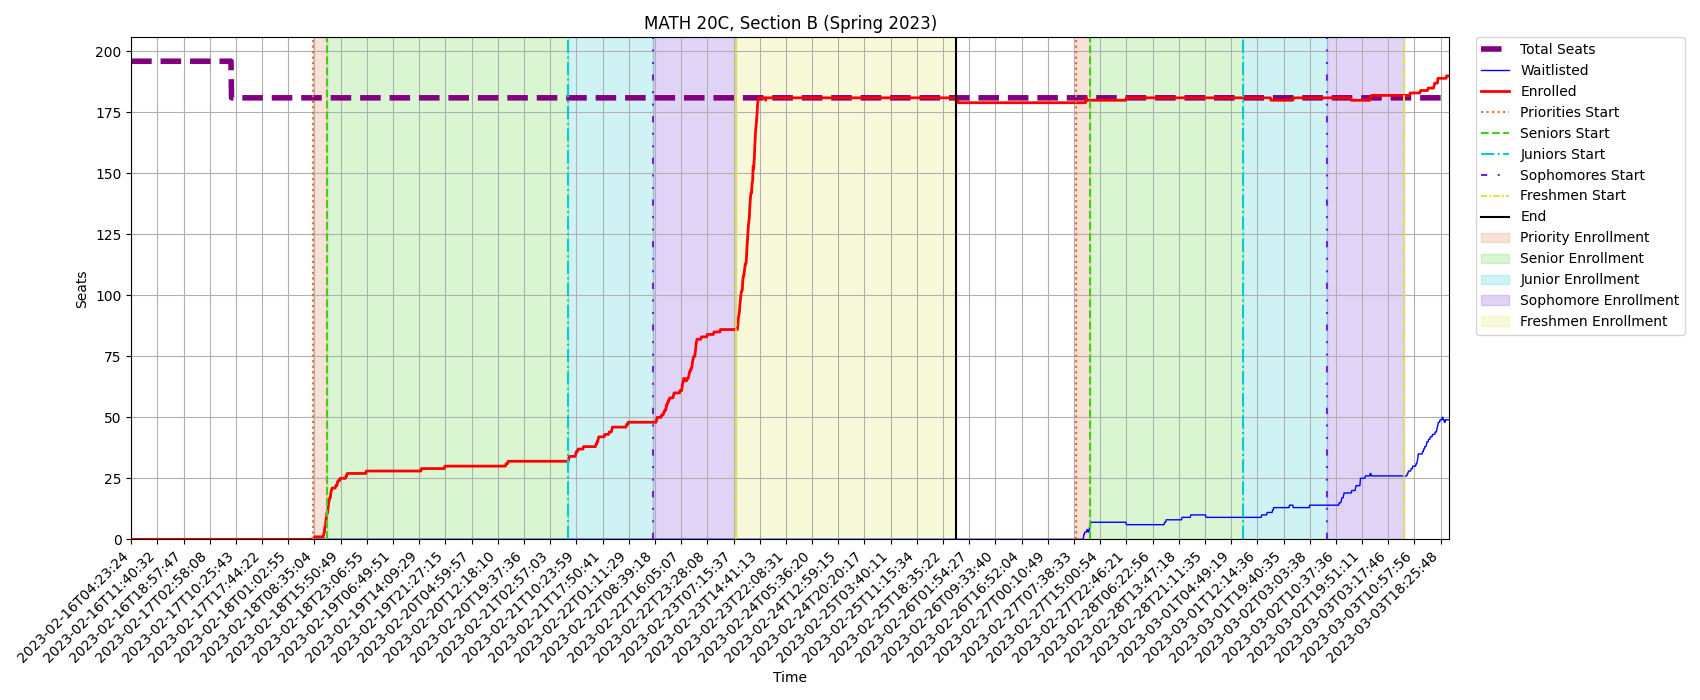 MATH 20C, Section B (Spring 2023)
Seats
200
175
150
125
100
75
50
25
0
2023-02-16T04:23:24
2023-02-16T11:40:32
2023-02-16T18:57:47
2023-02-17T02:58:08
2023-02-17T10:25:43
2023-02-17T17:44:22
2023-02-18T01:02:55
2023-02-18T08:35:04
2023-02-18T15:50:49
2023-02-18T23:06:55
2023-02-19T06:49:51
2023-02-19T14:09:29
2023-02-19T21:27:15
2023-02-20T04:59:57
2023-02-20T12:18:10
2023-02-20T19:37:36
2023-02-21T02:57:03
2023-02-21T10:23:59
2023-02-21T17:50:41
2023-02-22T01:11:29
2023-02-22T08:39:18
2023-02-22T16:05:07
2023-02-22T23:28:08
2023-02-23T07:15:37
2023-02-23T14:41:13
2023-02-23T22:08:31
2023-02-24T05:36:20
2023-02-24T12:59:15
2023-02-24T20:20:17
2023-02-25T03:40:11
2023-02-25T11:15:34
2023-02-25T18:35:22
2023-02-26T01:54:27
2023-02-26T09:33:40
2023-02-26T16:52:04
2023-02-27T00:10:49
2023-02-27T07:38:33
2023-02-27T15:00:54
2023-02-27T22:46:21
2023-02-28T06:22:56
2023-02-28T13:47:18
2023-02-28T21:11:35
2023-03-01T04:49:19
2023-03-01T12:14:36
2023-03-01T19:40:35
2023-03-02T03:03:38
2023-03-02T10:37:36
2023-03-02T19:51:11
2023-03-03T03:17:46
2023-03-03T10:57:56
2023-03-03T18:25:48
Time
Total Seats
Waitlisted
Enrolled
Priorities Start
Seniors Start
Juniors Start
Sophomores Start
Freshmen Start
End
Priority Enrollment
Senior Enrollment
Junior Enrollment
Sophomore Enrollment
Freshmen Enrollment